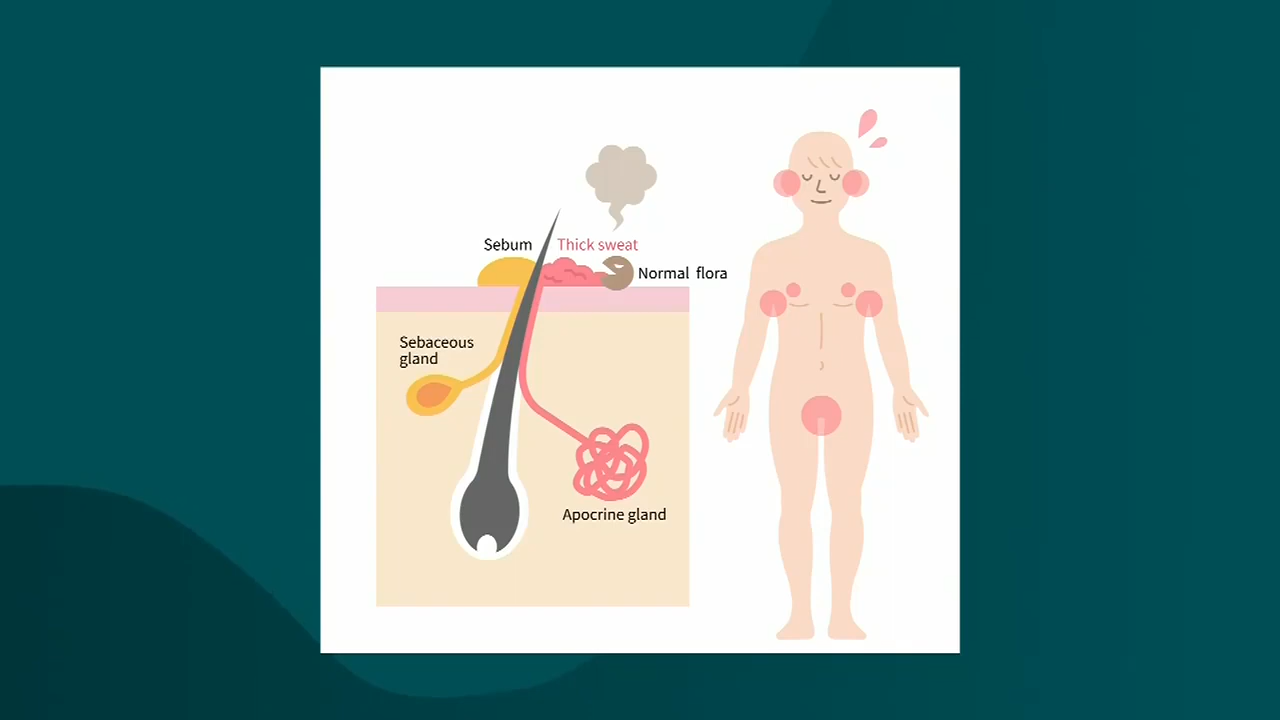 Sebum
Thick sweat
Normal flora
Sebaceous
gland
Apocrine gland